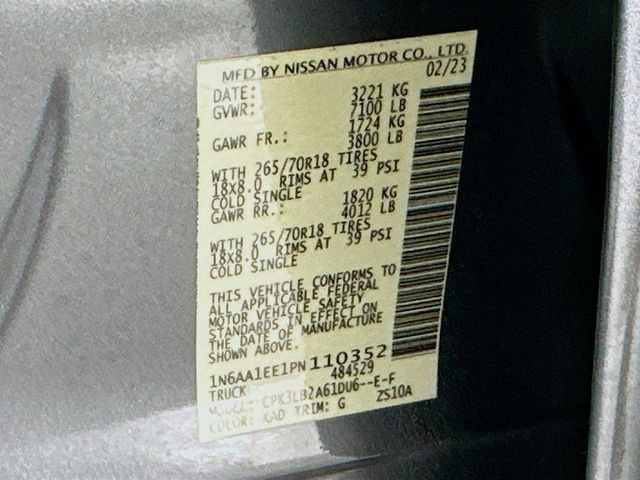 MFD BY NISSAN MOTOR CO., LTD
DATE: 02/23
GVWR: 3221 KG
7100 LB
GAWR FR.: 1724 KG
3800 LB
WITH 265/70R18 TIRES
18X8.0 RIMS AT 39 PSI
COLD SINGLE
GAWR RR.: 1820 KG
4012 LB
WITH 265/70R18 TIRES
18X8.0 RIMS AT 39 PSI
COLD SINGLE
THIS VEHICLE CONFORMS TO
ALL APPLICABLE FEDERAL
MOTOR VEHICLE SAFETY
STANDARDS IN EFFECT ON
THE DATE OF MANUFACTURE
SHOWN ABOVE.
1N6AA1EE1PN110352
TRUCK 484529
MODEL: CPK3LB2A61DU6--E-F
COLOR: KAD TRIM: G ZS10A